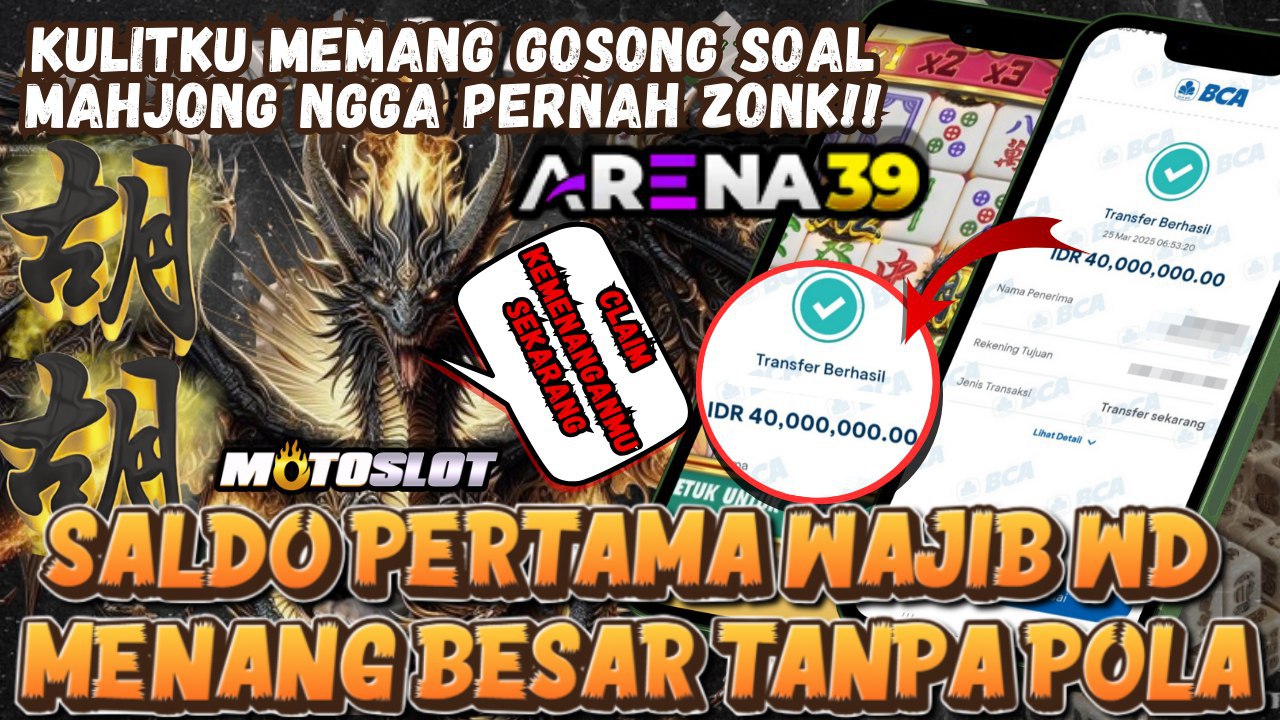 KULITKU MEMANG GOSONG SOAL
MAHJONG NGGA PERNAH ZONK!!
ARENA39
胡
胡
CLAIM
KEMENANGANMU
SEKARANG
MOTOSLOT
x2 x3
BCA
Transfer Berhasil
25 Mar 2025 06:53:20
IDR 40,000,000.00
Nama Penerima
Rekening Tujuan
Jenis Transaksi
Transfer sekarang
Lihat Detail
Transfer Berhasil
IDR 40,000,000.00
SALDO PERTAMA WAJIB WD
MENANG BESAR TANPA POLA